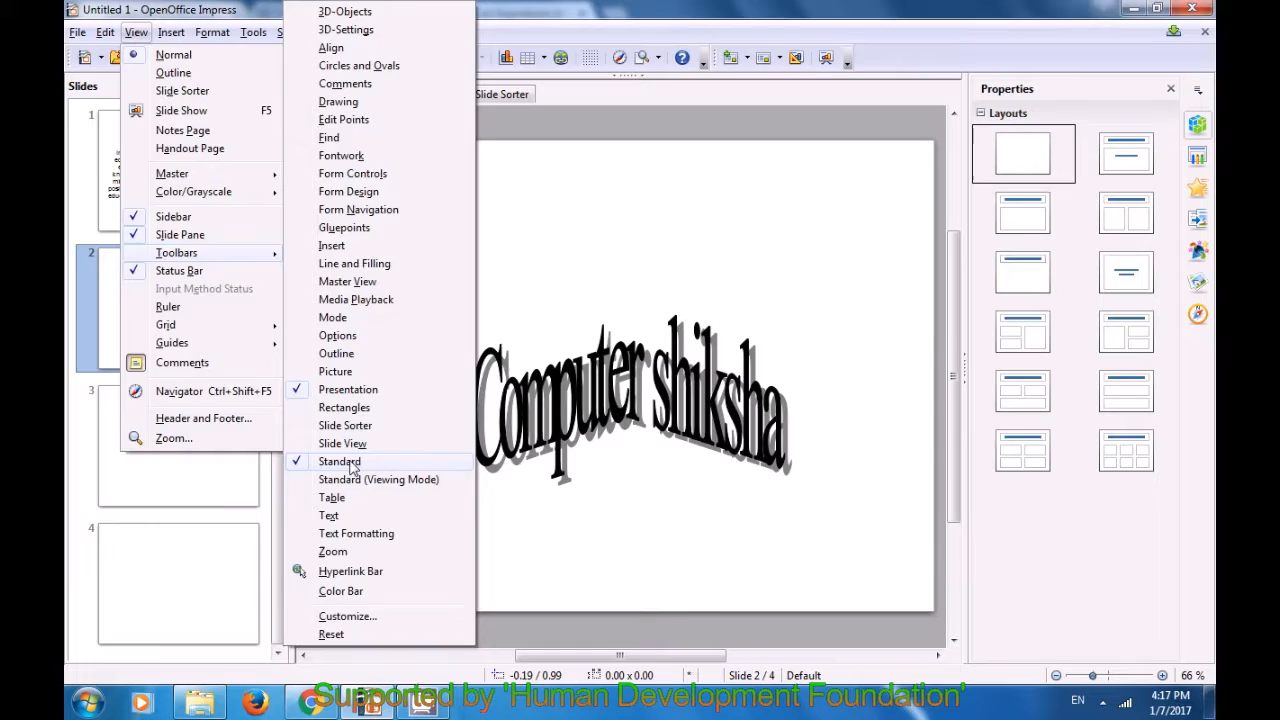 Untitled 1 - OpenOffice Impress
File Edit View Insert Format Tools
Slides
Normal
Outline
Slide Sorter
Slide Show F5
Notes Page
Handout Page
Master
Color/Grayscale
Sidebar
Slide Pane
Toolbars
Status Bar
Input Method Status
Ruler
Grid
Guides
Comments
Navigator Ctrl+Shift+F5
Header and Footer...
Zoom...
1
2
3
4
3D-Objects
3D-Settings
Align
Circles and Ovals
Comments
Drawing
Edit Points
Find
Fontwork
Form Controls
Form Design
Form Navigation
Gluepoints
Insert
Line and Filling
Master View
Media Playback
Mode
Options
Outline
Picture
Presentation
Rectangles
Slide Sorter
Slide View
Standard
Standard (Viewing Mode)
Table
Text
Text Formatting
Zoom
Hyperlink Bar
Color Bar
Customize...
Reset
Slide Sorter
Computer shiksha
Properties
Layouts
-0.19 / 0.99 0.00 x 0.00 * Slide 2 / 4 Default 66 %
Supported by 'Human Development Foundation'
EN
4:17 PM
1/7/2017